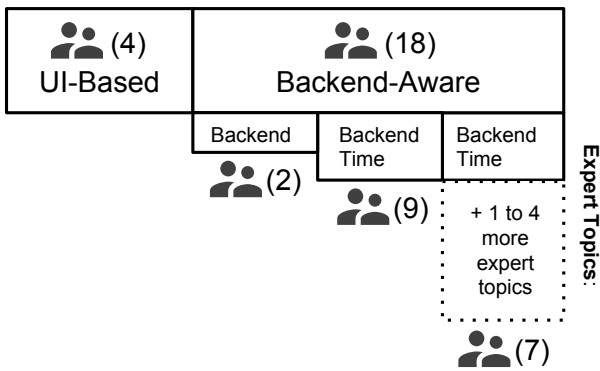 (4)
UI-Based
(18)
Backend-Aware
Backend
(2)
Backend
Time
(9)
Backend
Time
+ 1 to 4
more
expert
topics
(7)
Expert Topics: